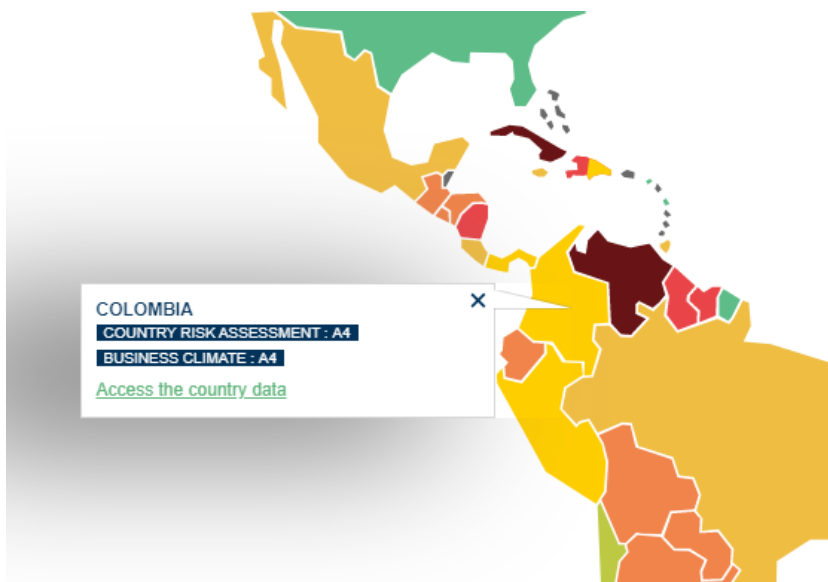 COLOMBIA
COUNTRY RISK ASSESSMENT : A4
BUSINESS CLIMATE : A4
Access the country data